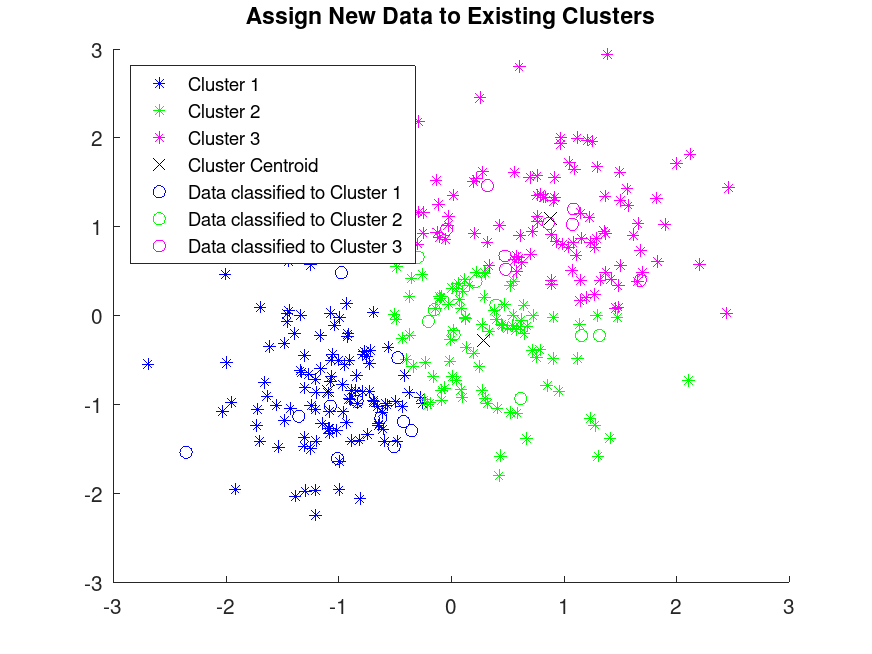 Assign New Data to Existing Clusters
3
Cluster 1
Cluster 2
2
Cluster 3
Cluster Centroid
Data classified to Cluster 1
1
Data classified to Cluster 2
Data classified to Cluster 3
0
-1
-2
-3
-3 -2 -1 0 1 2 3